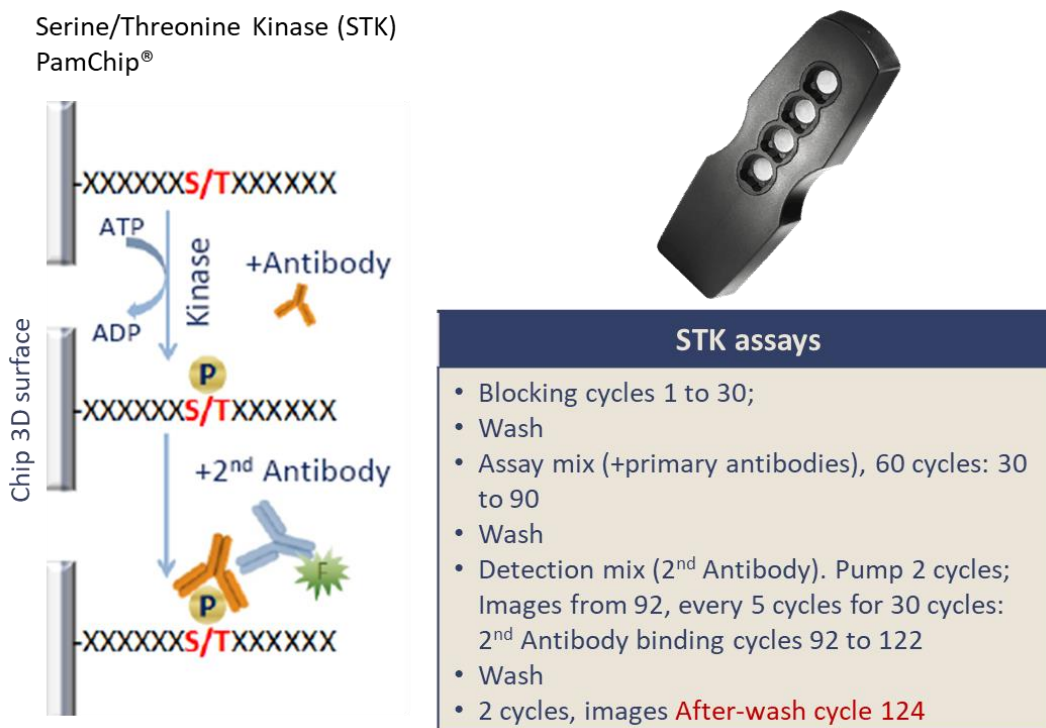 Serine/Threonine Kinase (STK)
PamChip®
Chip 3D surface
-XXXXXXS/TXXXXXX
ATP
ADP
Kinase
+Antibody
P
-XXXXXXS/TXXXXXX
+2nd Antibody
F
P
-XXXXXXS/TXXXXXX
STK assays
• Blocking cycles 1 to 30;
• Wash
• Assay mix (+primary antibodies), 60 cycles: 30
to 90
• Wash
• Detection mix (2nd Antibody). Pump 2 cycles;
Images from 92, every 5 cycles for 30 cycles:
2nd Antibody binding cycles 92 to 122
• Wash
• 2 cycles, images After-wash cycle 124